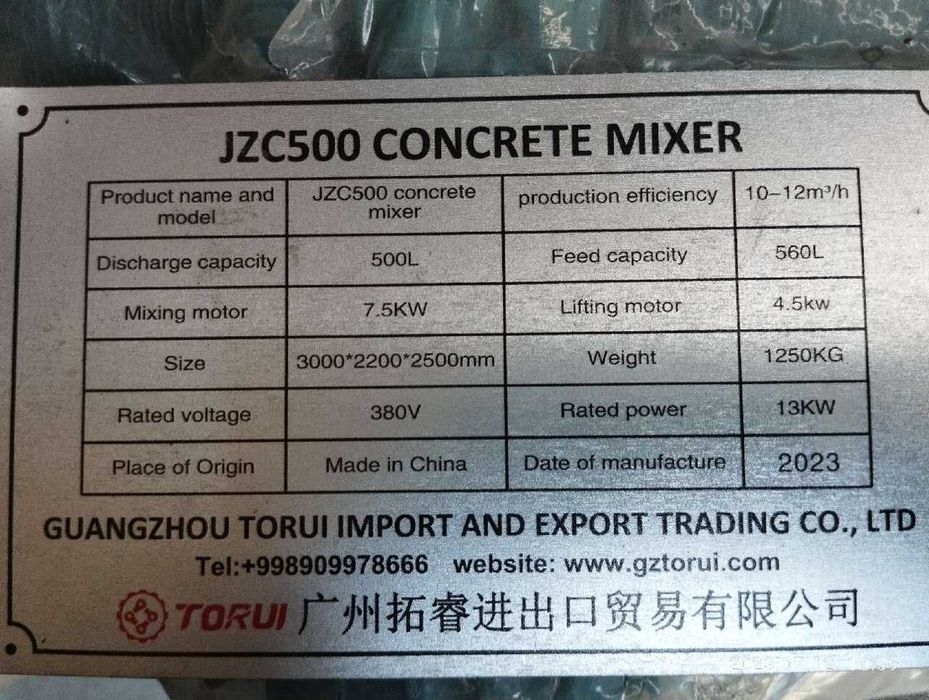 JZC500 CONCRETE MIXER
Product name and model JZC500 concrete mixer production efficiency 10-12m³/h
Discharge capacity 500L Feed capacity 560L
Mixing motor 7.5KW Lifting motor 4.5kw
Size 3000*2200*2500mm Weight 1250KG
Rated voltage 380V Rated power 13KW
Place of Origin Made in China Date of manufacture 2023
GUANGZHOU TORUI IMPORT AND EXPORT TRADING CO., LTD
Tel:+998909978666 website: www.gztorui.com
TORUI 广州拓睿进出口贸易有限公司